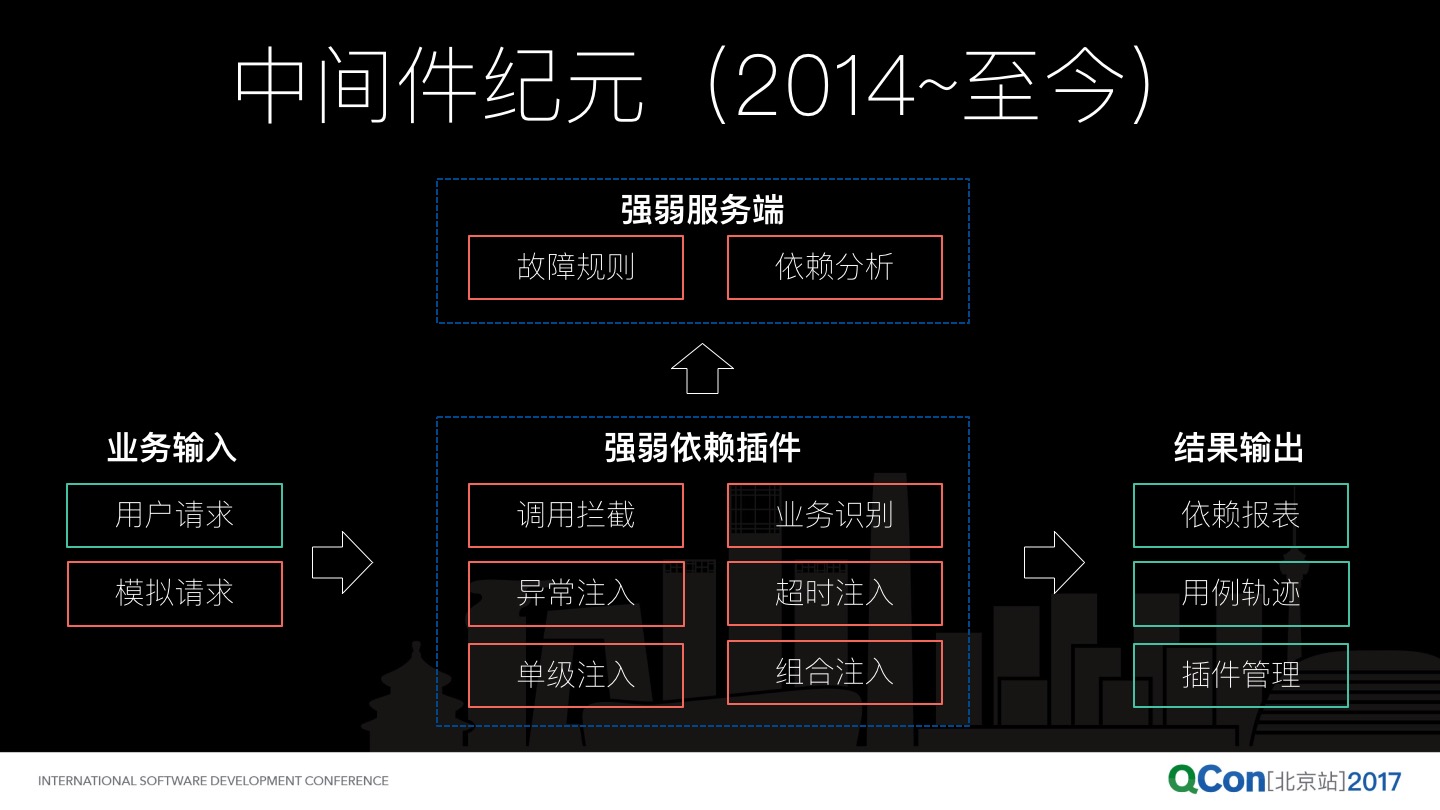 中间件纪元（2014~至今）
强弱服务端
故障规则
依赖分析
业务输入
用户请求
模拟请求
强弱依赖插件
调用拦截
业务识别
异常注入
超时注入
单级注入
组合注入
结果输出
依赖报表
用例轨迹
插件管理
INTERNATIONAL SOFTWARE DEVELOPMENT CONFERENCE
QCon[北京站]2017